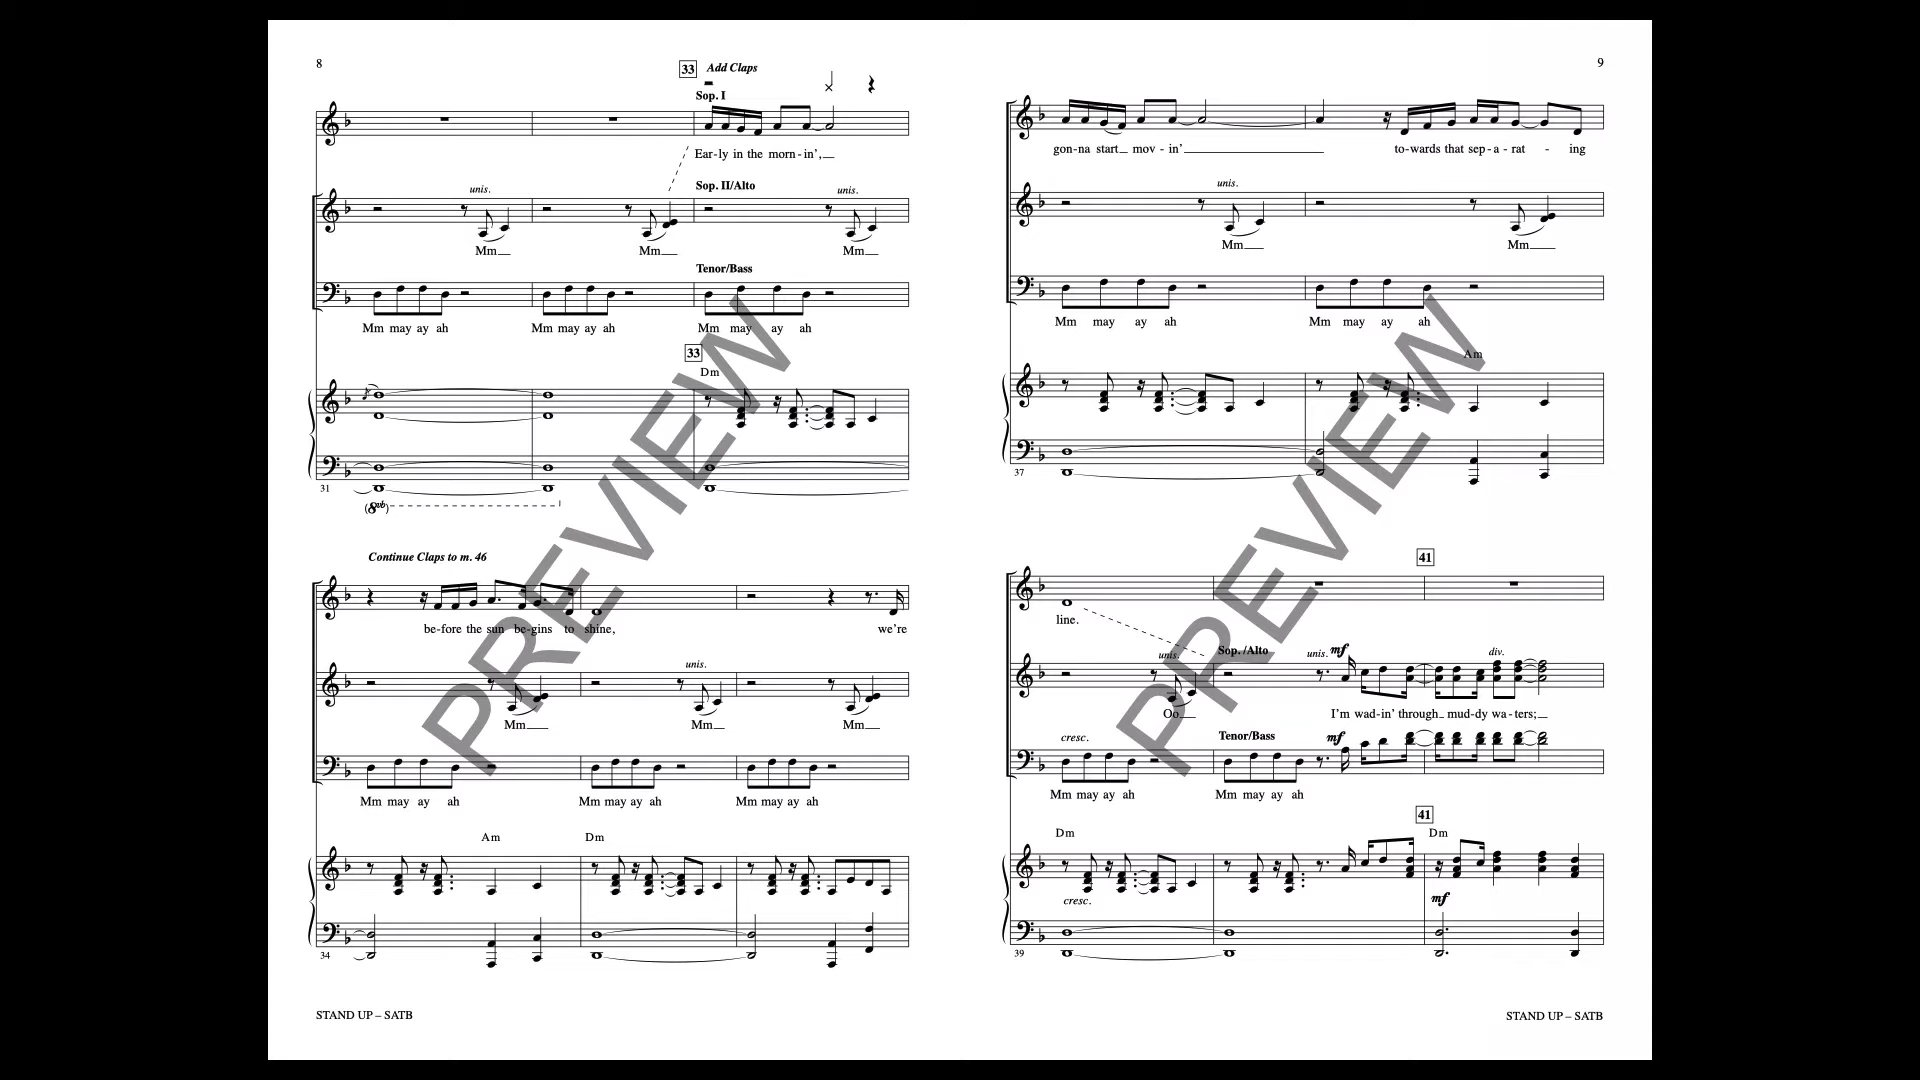 8
33 Add Claps
Sop. I
Ear-ly in the morn-in',
unis.
Sop. II/Alto
unis.
Mm Mm Mm
Tenor/Bass
Mm may ay ah Mm may ay ah Mm may ay ah
33
Dm
31
(8vb)
Continue Claps to m. 46
be-fore the sun be-gins to shine, we're
unis.
Mm Mm Mm
Mm may ay ah Mm may ay ah Mm may ay ah
Am Dm
34
STAND UP – SATB
PREVIEW
9
gon-na start mov-in' to-wards that sep-a-rat-ing
unis.
Mm Mm
Mm may ay ah Mm may ay ah
Am
37
41
line.
unis. Sop./Alto unis. mf div.
Oo I'm wad-in' through mud-dy wa-ters;
cresc. Tenor/Bass mf
Mm may ay ah Mm may ay ah
41
Dm Dm
cresc. mf
39
STAND UP – SATB
PREVIEW